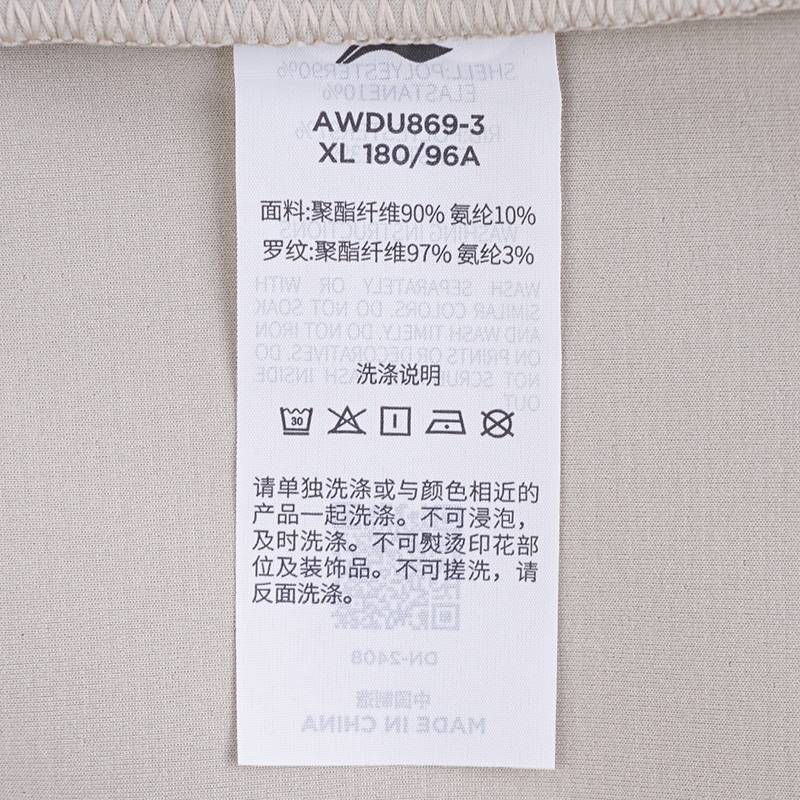 AWDU869-3
XL 180/96A
面料:聚酯纤维90% 氨纶10%
罗纹:聚酯纤维97% 氨纶3%
洗涤说明
30
请单独洗涤或与颜色相近的
产品一起洗涤。不可浸泡，
及时洗涤。不可熨烫印花部
位及装饰品。不可搓洗，请
反面洗涤。
SHELL:POLYESTER90%
ELASTANE10%
WASHING INSTRUCTIONS
WASH SEPARATELY OR WITH
SIMILAR COLORS. DO NOT SOAK
AND WASH TIMELY. DO NOT IRON
ON PRINTS OR DECORATIVES. DO
NOT SCRUB, WASH INSIDE
OUT
DN-2408
中国制造
MADE IN CHINA